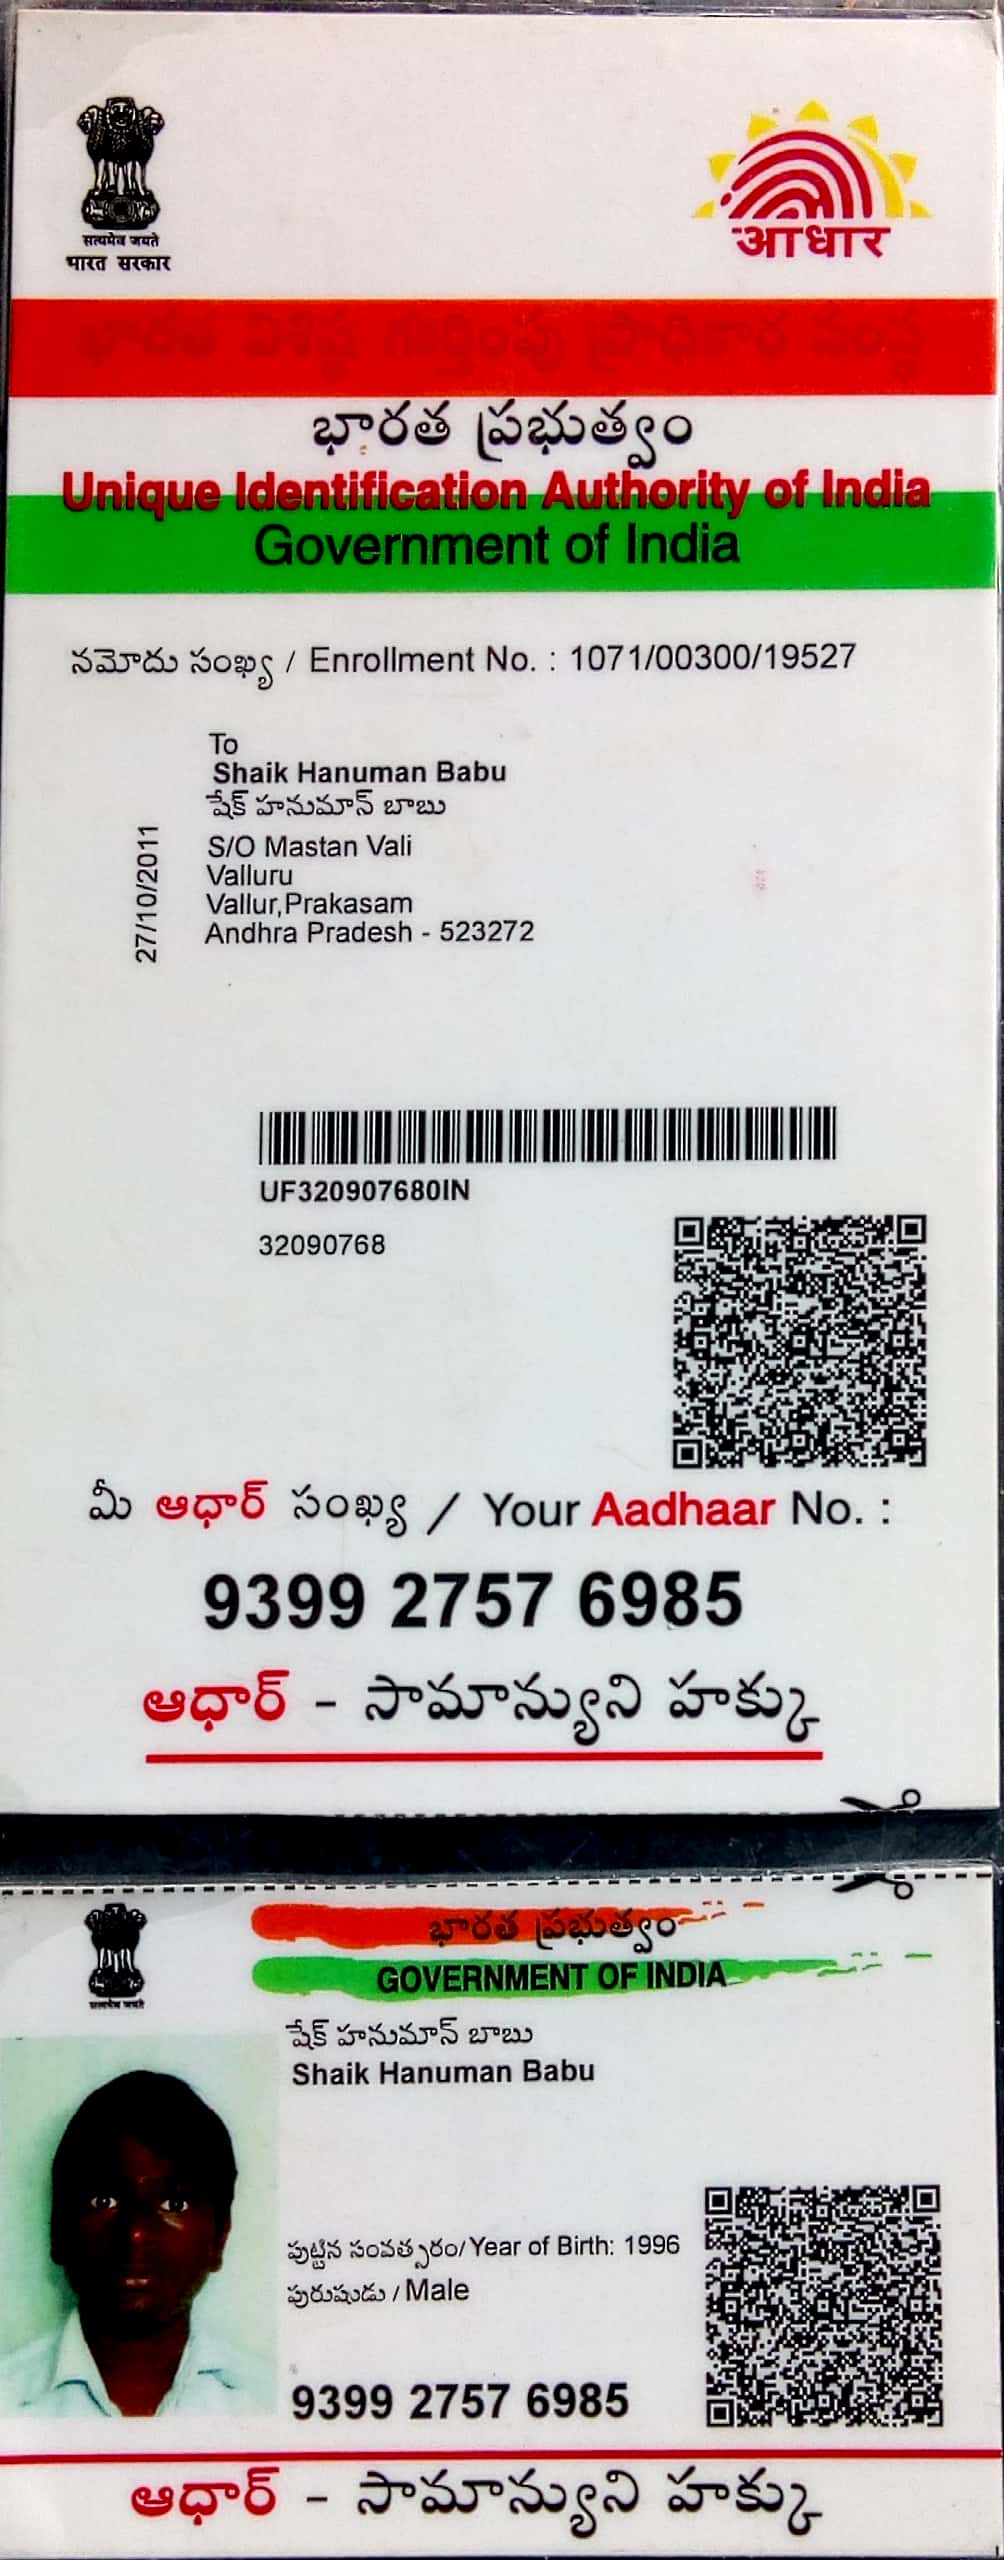 सत्यमेव जयते
भारत सरकार
आधार
భారత విశిష్ట గుర్తింపు ప్రాధికార సంస్థ
భారత ప్రభుత్వం
Unique Identification Authority of India
Government of India
నమోదు సంఖ్య / Enrollment No. : 1071/00300/19527
To
Shaik Hanuman Babu
షేక్ హనుమాన్ బాబు
S/O Mastan Vali
Valluru
Vallur,Prakasam
Andhra Pradesh - 523272
27/10/2011
UF320907680IN
32090768
మీ ఆధార్ సంఖ్య / Your Aadhaar No. :
9399 2757 6985
ఆధార్ - సామాన్యుని హక్కు
सत्यमेव जयते
భారత ప్రభుత్వం
GOVERNMENT OF INDIA
షేక్ హనుమాన్ బాబు
Shaik Hanuman Babu
పుట్టిన సంవత్సరం/ Year of Birth: 1996
పురుషుడు / Male
9399 2757 6985
ఆధార్ - సామాన్యుని హక్కు